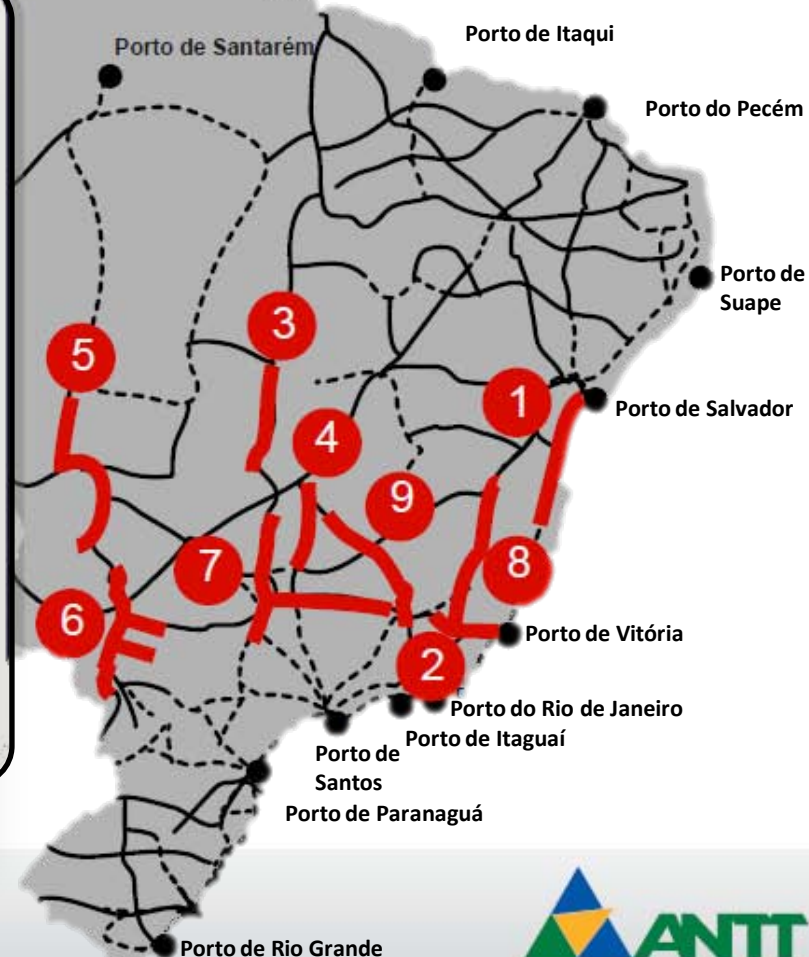 Porto de Itaqui
Porto de Santarém
Porto do Pecém
Porto de
Suape
3
5
1
Porto de Salvador
4
9
7
8
6
Porto de Vitória
2
Porto do Rio de Janeiro
Porto de Itaguaí
Porto de
Santos
Porto de Paranaguá
ANTT
Porto de Rio Grande